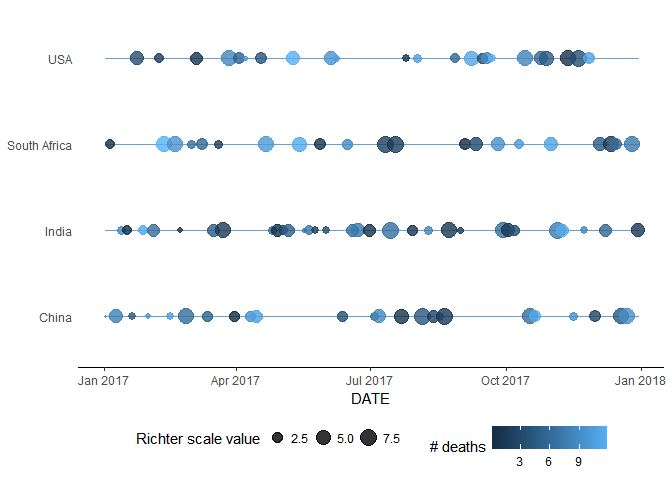 USA
South Africa
India
China
Jan 2017 Apr 2017 Jul 2017 Oct 2017 Jan 2018
DATE
Richter scale value 2.5 5.0 7.5
# deaths
3 6 9